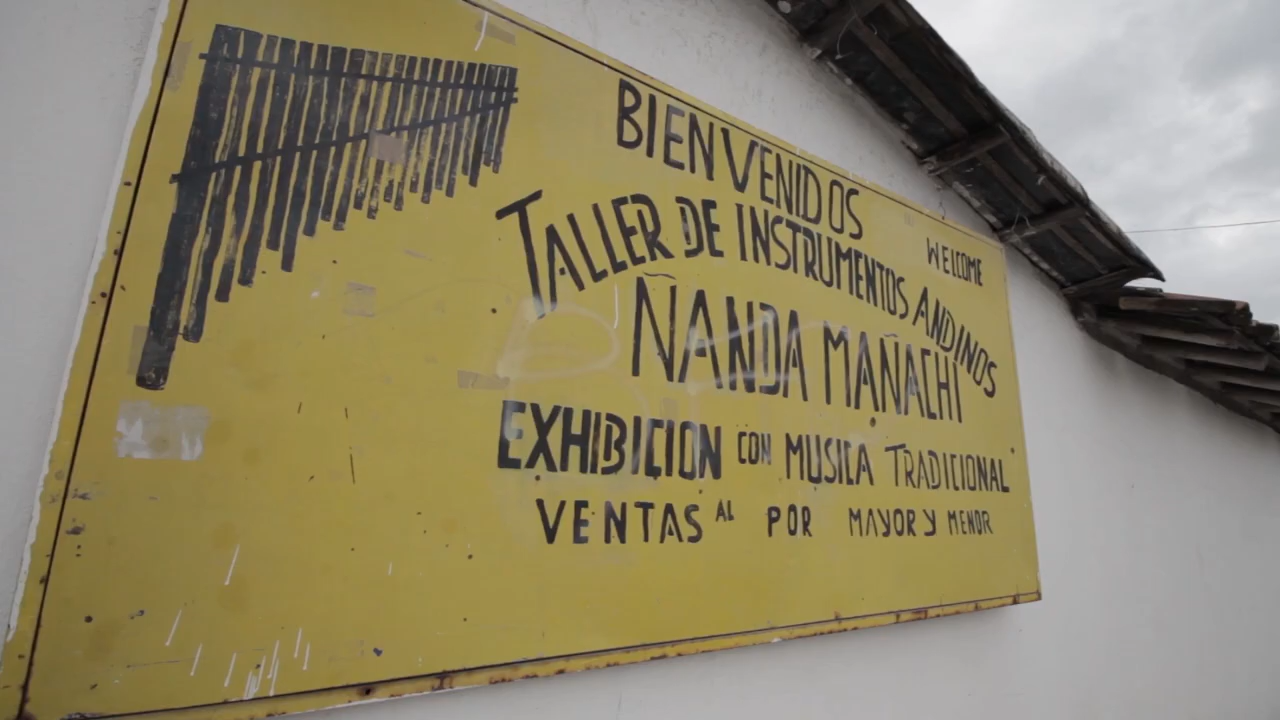 BIENVENIDOS
WELCOME
TALLER DE INSTRUMENTOS ANDINOS
ÑANDA MAÑACHI
EXHIBICION CON MUSICA TRADICIONAL
VENTAS AL POR MAYOR Y MENOR